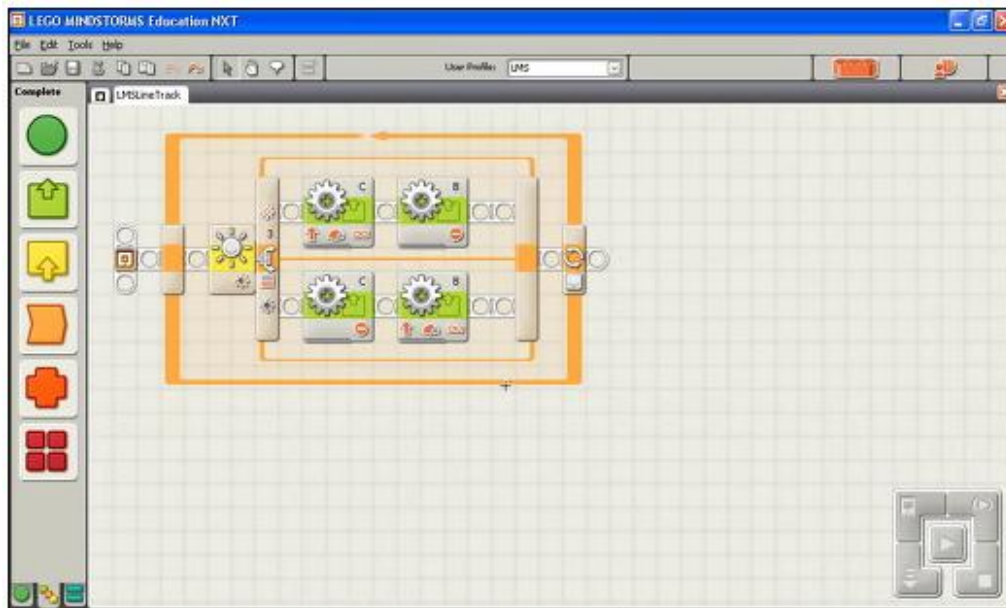 LEGO MINDSTORMS Education NXT
File Edit Tools Help
User Profile: LMS
Complete
LMSLineTrack
C B
3
C B